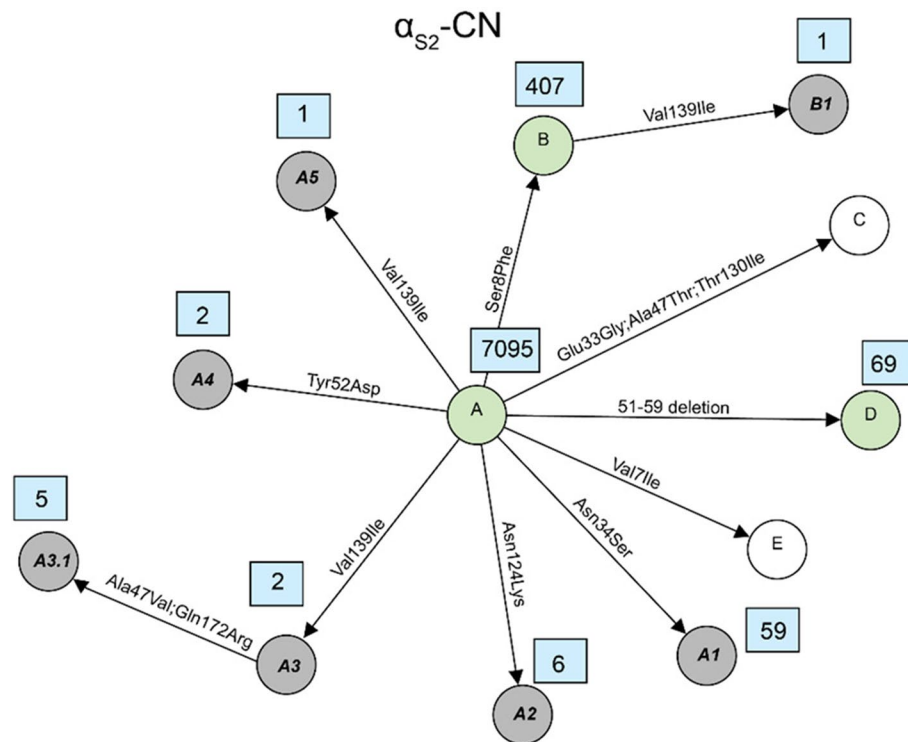 α_S2-CN
1
407
B
Val139Ile
B1
1
A5
Val139Ile
Ser8Phe
C
Glu33Gly;Ala47Thr;Thr130Ile
2
A4
Tyr52Asp
7095
A
51-59 deletion
69
D
Val7Ile
E
Asn34Ser
59
A1
Asn124Lys
6
A2
Val139Ile
2
A3
Ala47Val;Gln172Arg
5
A3.1